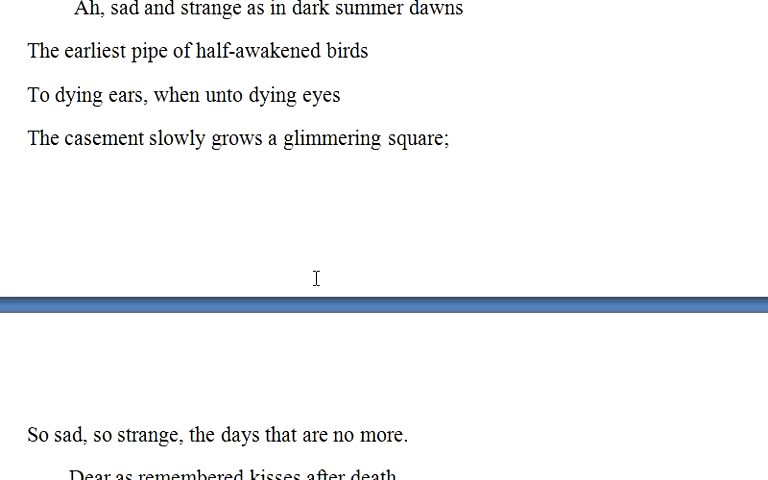 Ah, sad and strange as in dark summer dawns
The earliest pipe of half-awakened birds
To dying ears, when unto dying eyes
The casement slowly grows a glimmering square;
So sad, so strange, the days that are no more.
Dear as remembered kisses after death,